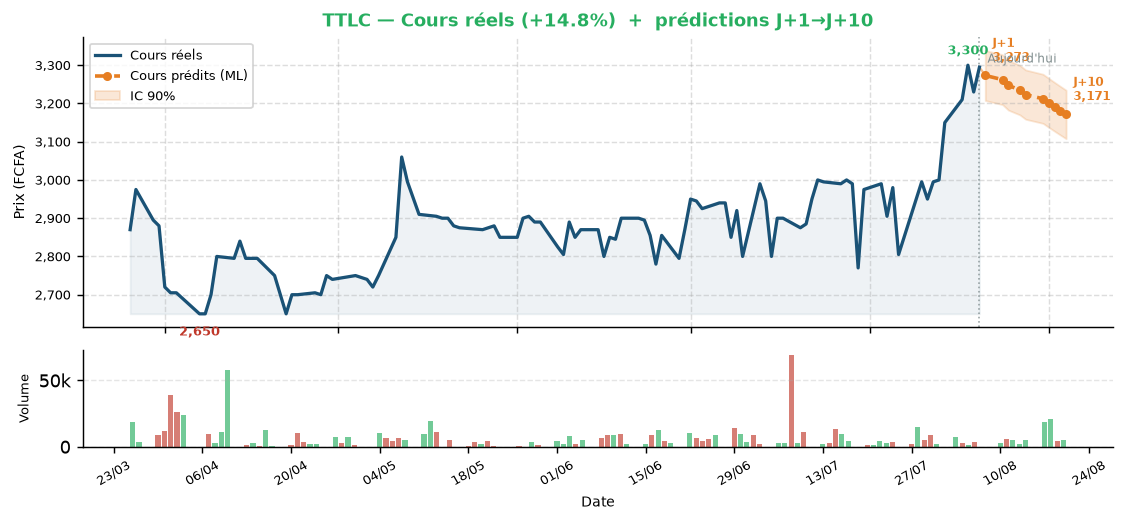 TTLC — Cours réels (+14.8%)  +  prédictions J+1→J+10
Cours réels
Cours prédits (ML)
IC 90%
3,300
J+1
3,273
Aujourd'hui
J+10
3,171
Prix (FCFA)
3,300
3,200
3,100
3,000
2,900
2,800
2,700
2,650
Volume
50k
0
23/03
06/04
20/04
04/05
18/05
01/06
15/06
29/06
13/07
27/07
10/08
24/08
Date